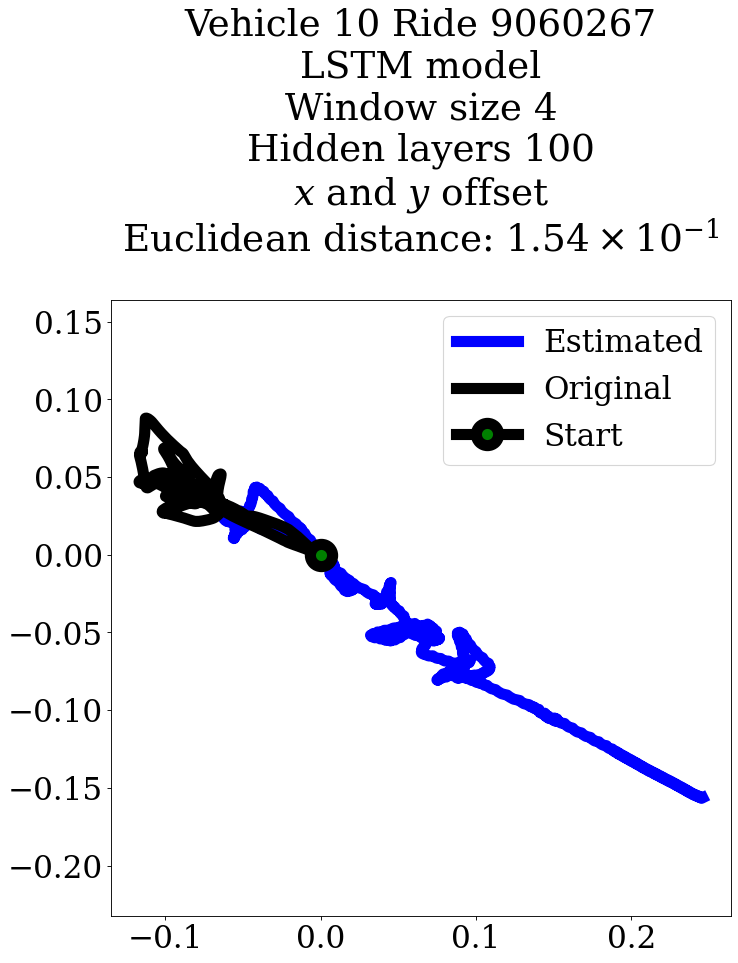 Vehicle 10 Ride 9060267
LSTM model
Window size 4
Hidden layers 100
x and y offset
Euclidean distance: 1.54 × 10⁻¹
Estimated
Original
Start
0.15
0.10
0.05
0.00
−0.05
−0.10
−0.15
−0.20
−0.1 0.0 0.1 0.2